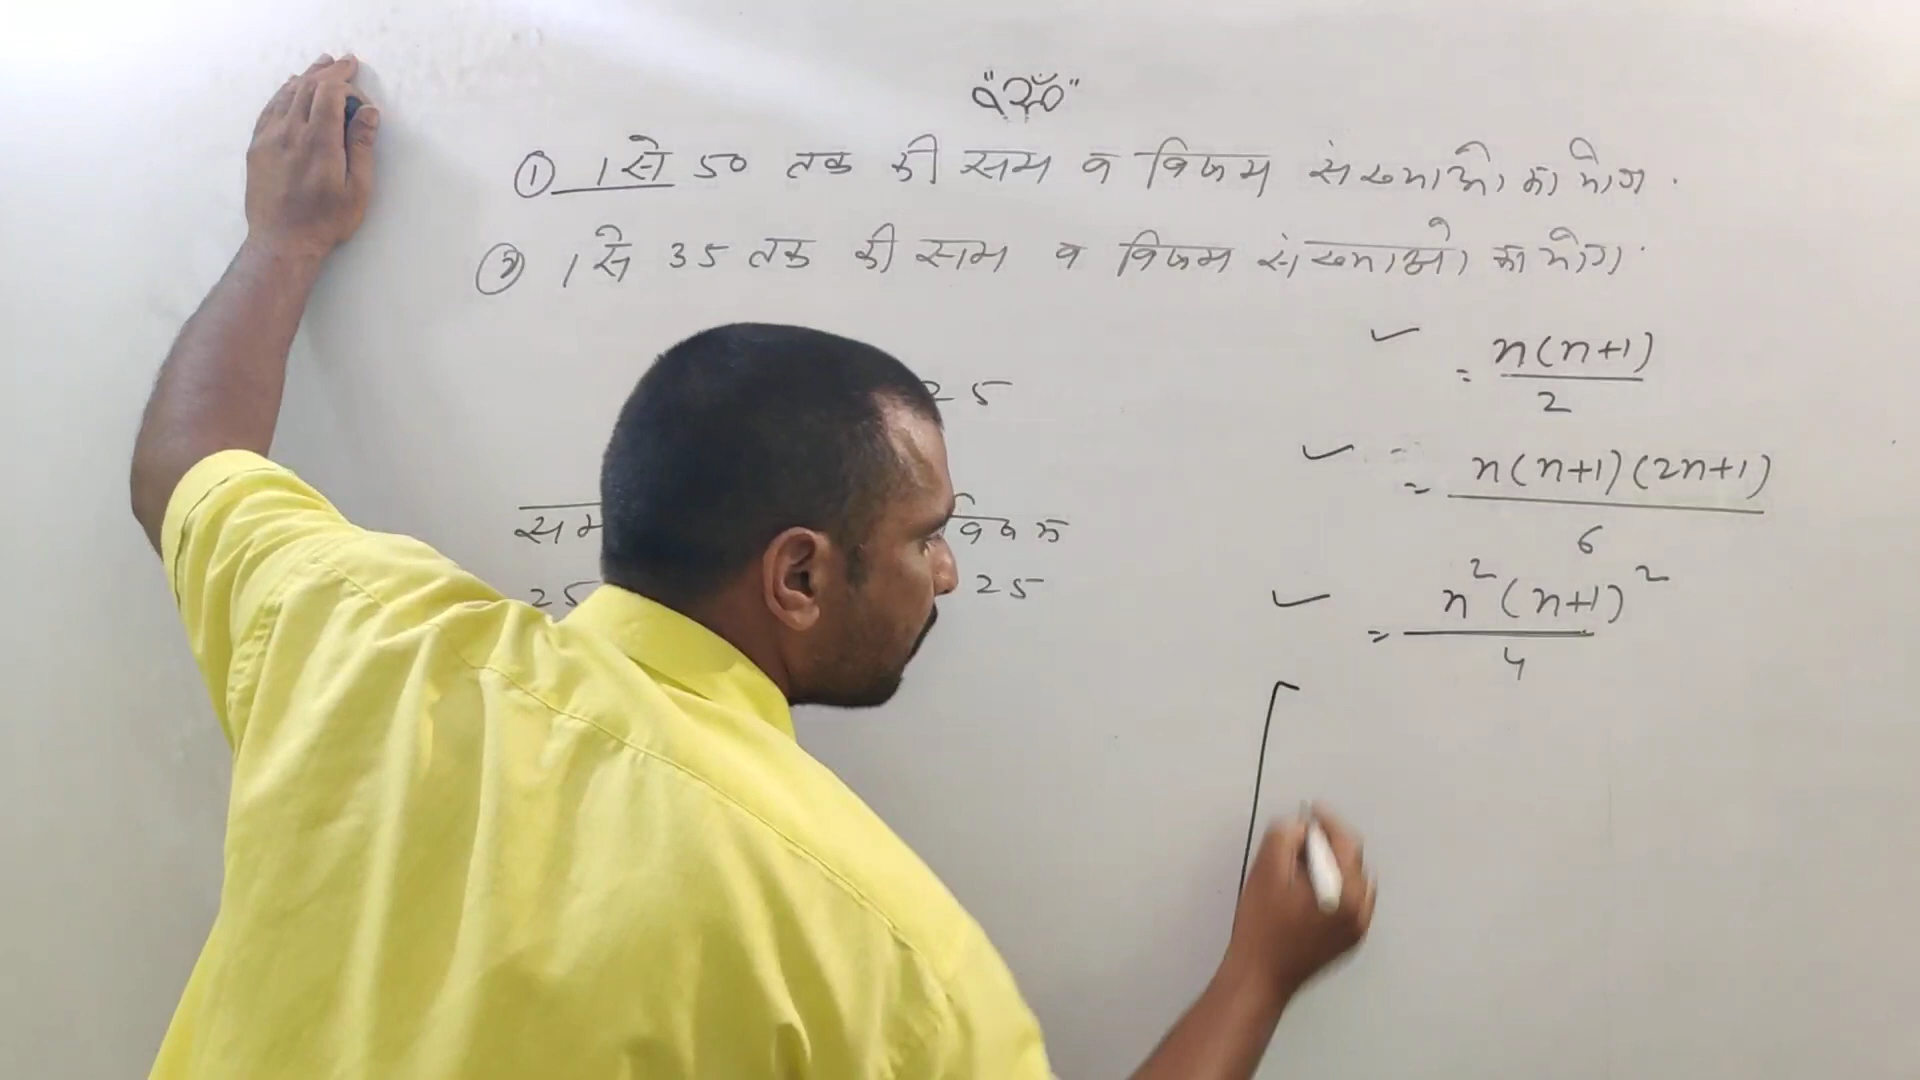 "ॐ"
① 1 से 50 तक की सम व विषम संख्याओं का योग.
② 1 से 35 तक की सम व विषम संख्याओं का योग.
= n(n+1)
2
25
= n(n+1)(2n+1)
6
सम विषम
25 25
= n²(n+1)²
4